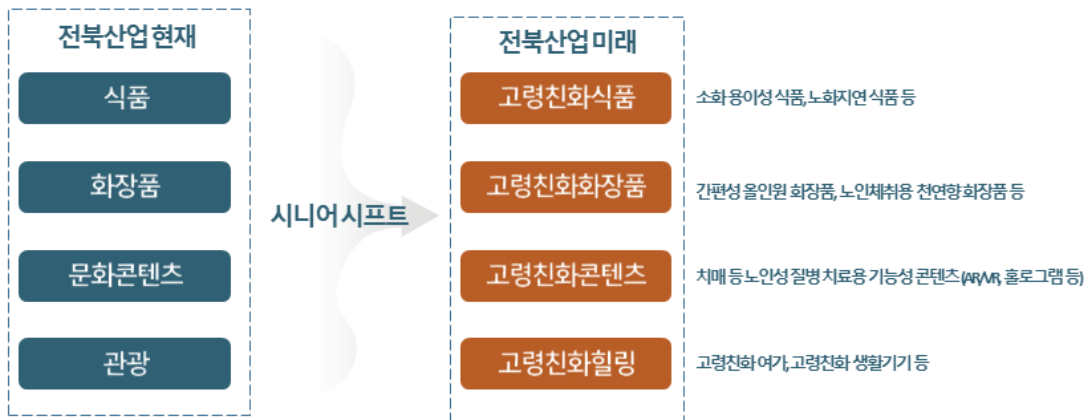 전북산업 현재
식품
화장품
문화콘텐츠
관광
시니어 시프트
전북산업 미래
고령친화식품 소화 용이성 식품, 노화지연 식품 등
고령친화화장품 간편성 올인원 화장품, 노인체취용 천연향 화장품 등
고령친화콘텐츠 치매 등 노인성 질병 치료용 기능성 콘텐츠(AR/VR, 홀로그램 등)
고령친화힐링 고령친화 여가, 고령친화 생활기기 등